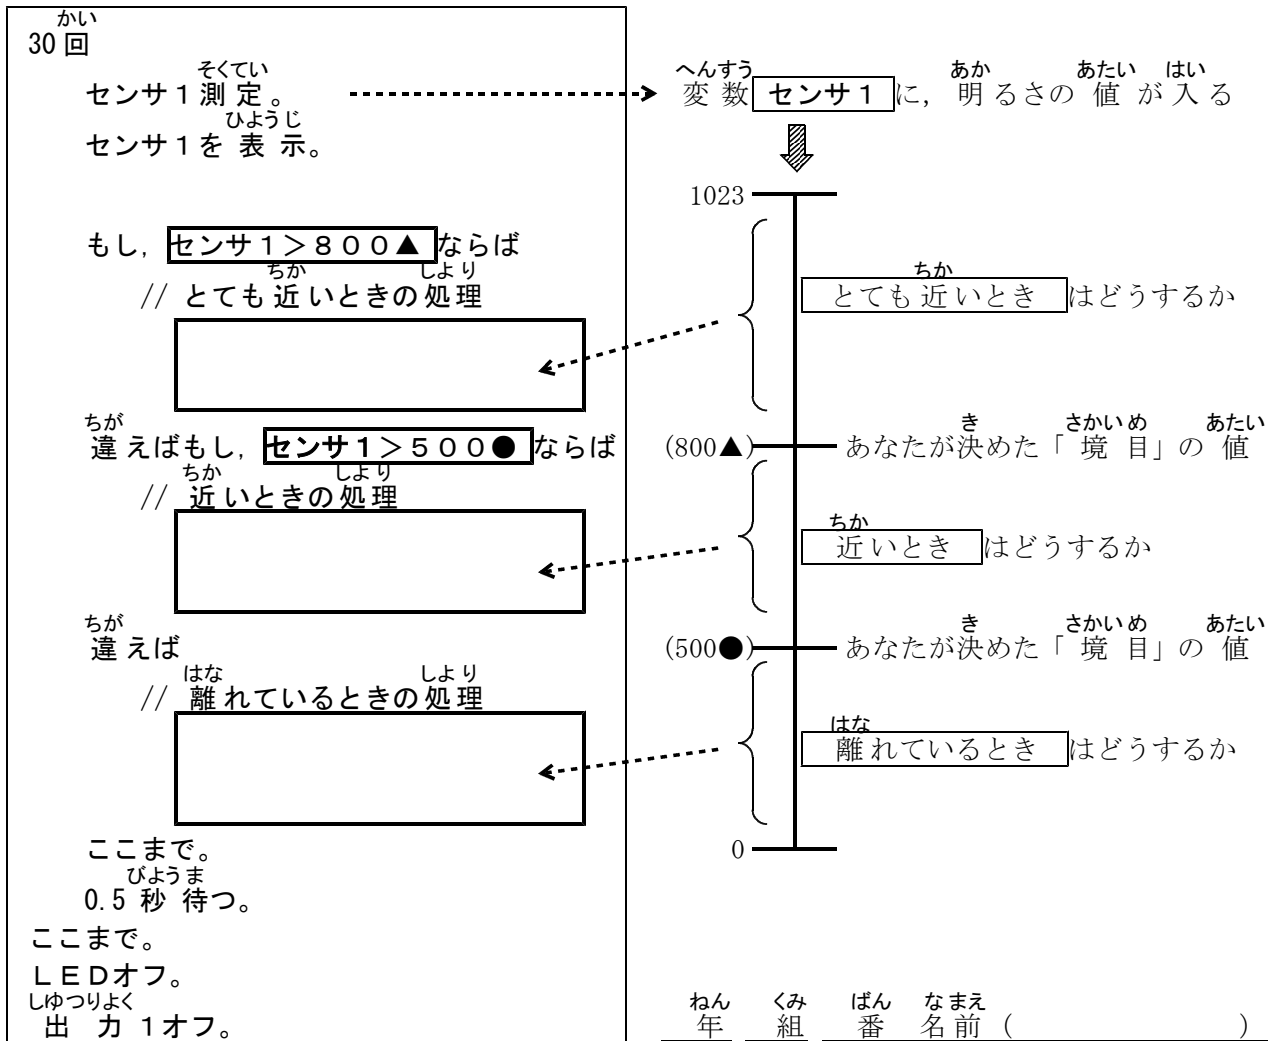 かい
30回
そくてい
センサ1測定。
ひようじ
センサ1を表示。
もし，センサ1＞800▲ならば
ちか しより
// とても近いときの処理
ちが
違えばもし，センサ1＞500●ならば
ちか しより
// 近いときの処理
ちが
違えば
はな しより
// 離れているときの処理
ここまで。
びようま
0.5秒待つ。
ここまで。
ＬＥＤオフ。
しゆつりよく
出力1オフ。
へんすう あか あたい はい
変数 センサ1 に，明るさの値が入る
1023
ちか
とても近いとき はどうするか
き さかいめ あたい
(800▲) あなたが決めた「境目」の値
ちか
近いとき はどうするか
き さかいめ あたい
(500●) あなたが決めた「境目」の値
はな
離れているとき はどうするか
0
ねん くみ ばん なまえ
年 組 番 名前（ ）